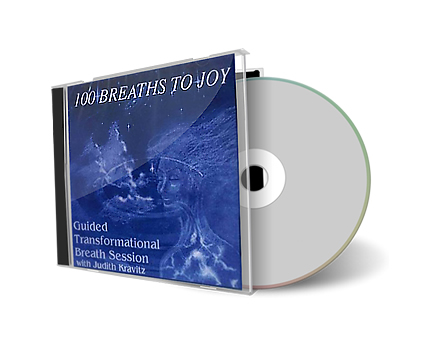 100 BREATHS TO JOY
Guided
Transformational
Breath Session
with Judith Kravitz